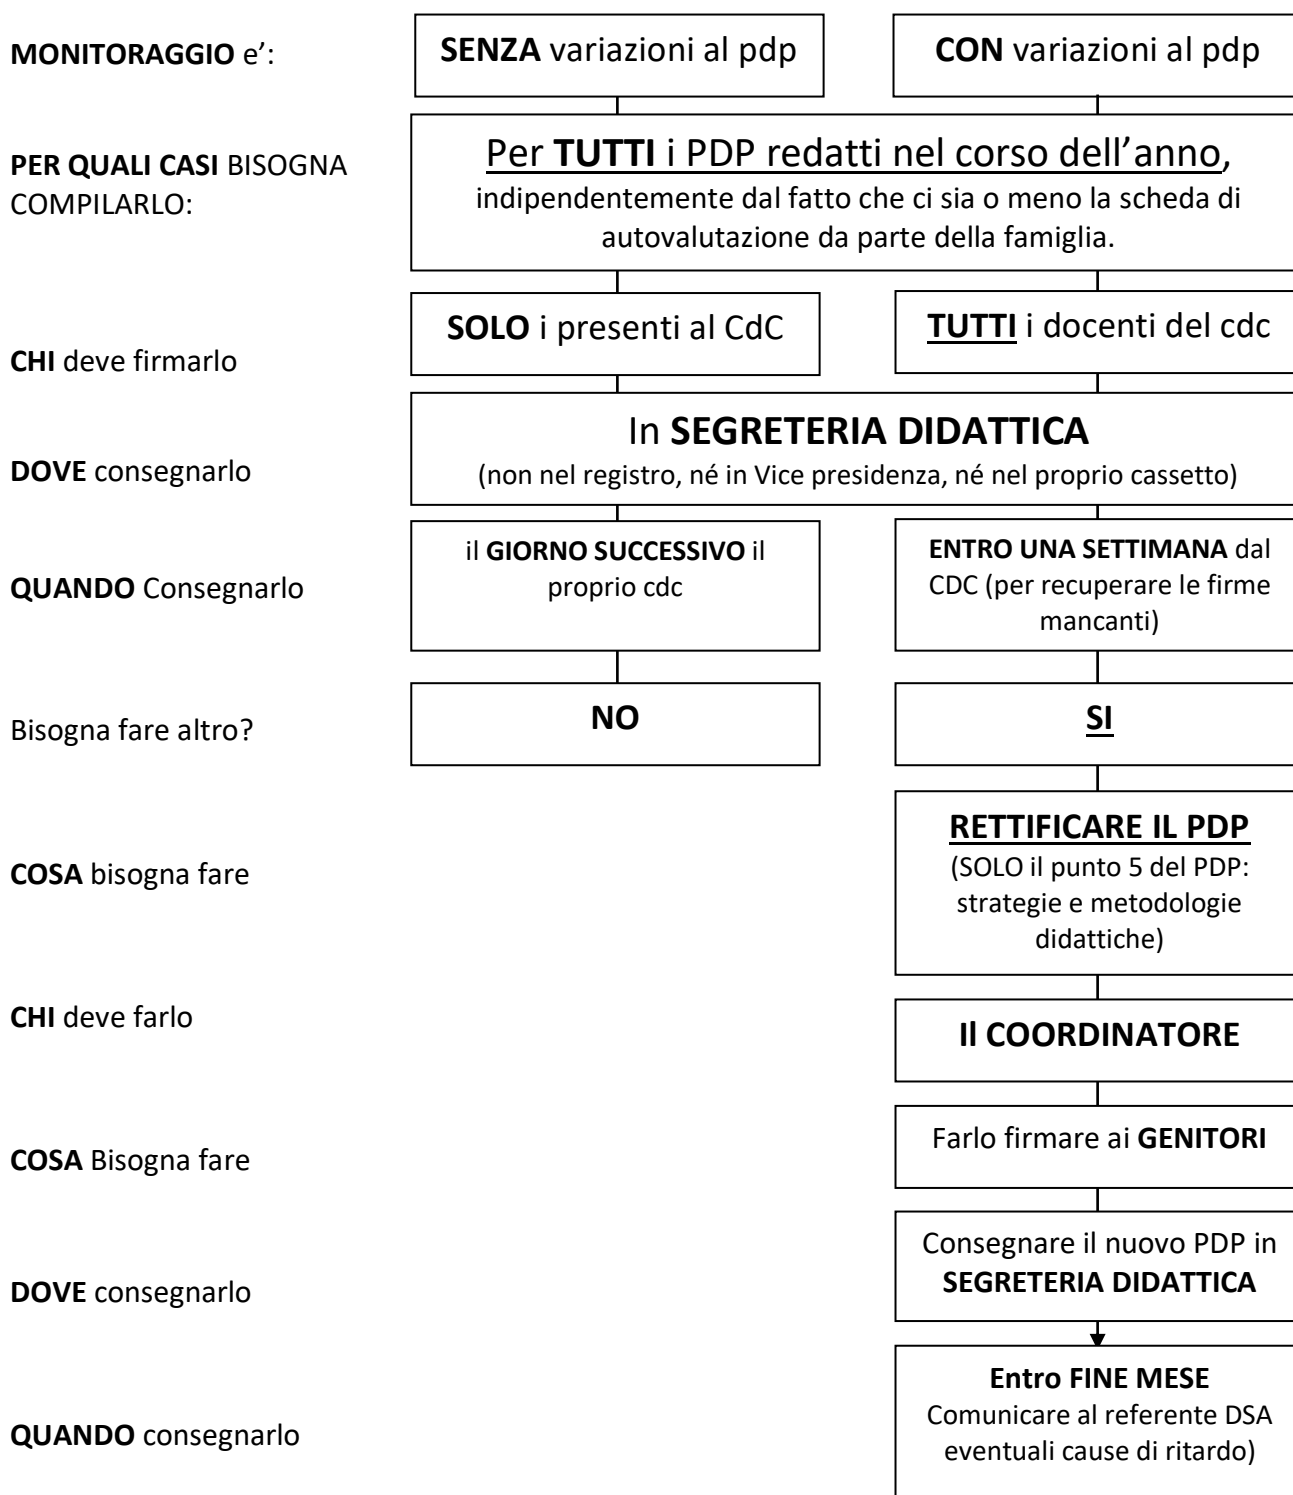 MONITORAGGIO e':
SENZA variazioni al pdp
CON variazioni al pdp
PER QUALI CASI BISOGNA
COMPILARLO:
Per TUTTI i PDP redatti nel corso dell'anno,
indipendentemente dal fatto che ci sia o meno la scheda di
autovalutazione da parte della famiglia.
CHI deve firmarlo
SOLO i presenti al CdC
TUTTI i docenti del cdc
DOVE consegnarlo
In SEGRETERIA DIDATTICA
(non nel registro, né in Vice presidenza, né nel proprio cassetto)
QUANDO Consegnarlo
il GIORNO SUCCESSIVO il
proprio cdc
ENTRO UNA SETTIMANA dal
CDC (per recuperare le firme
mancanti)
Bisogna fare altro?
NO
SI
COSA bisogna fare
RETTIFICARE IL PDP
(SOLO il punto 5 del PDP:
strategie e metodologie
didattiche)
CHI deve farlo
Il COORDINATORE
COSA Bisogna fare
Farlo firmare ai GENITORI
DOVE consegnarlo
Consegnare il nuovo PDP in
SEGRETERIA DIDATTICA
QUANDO consegnarlo
Entro FINE MESE
Comunicare al referente DSA
eventuali cause di ritardo)